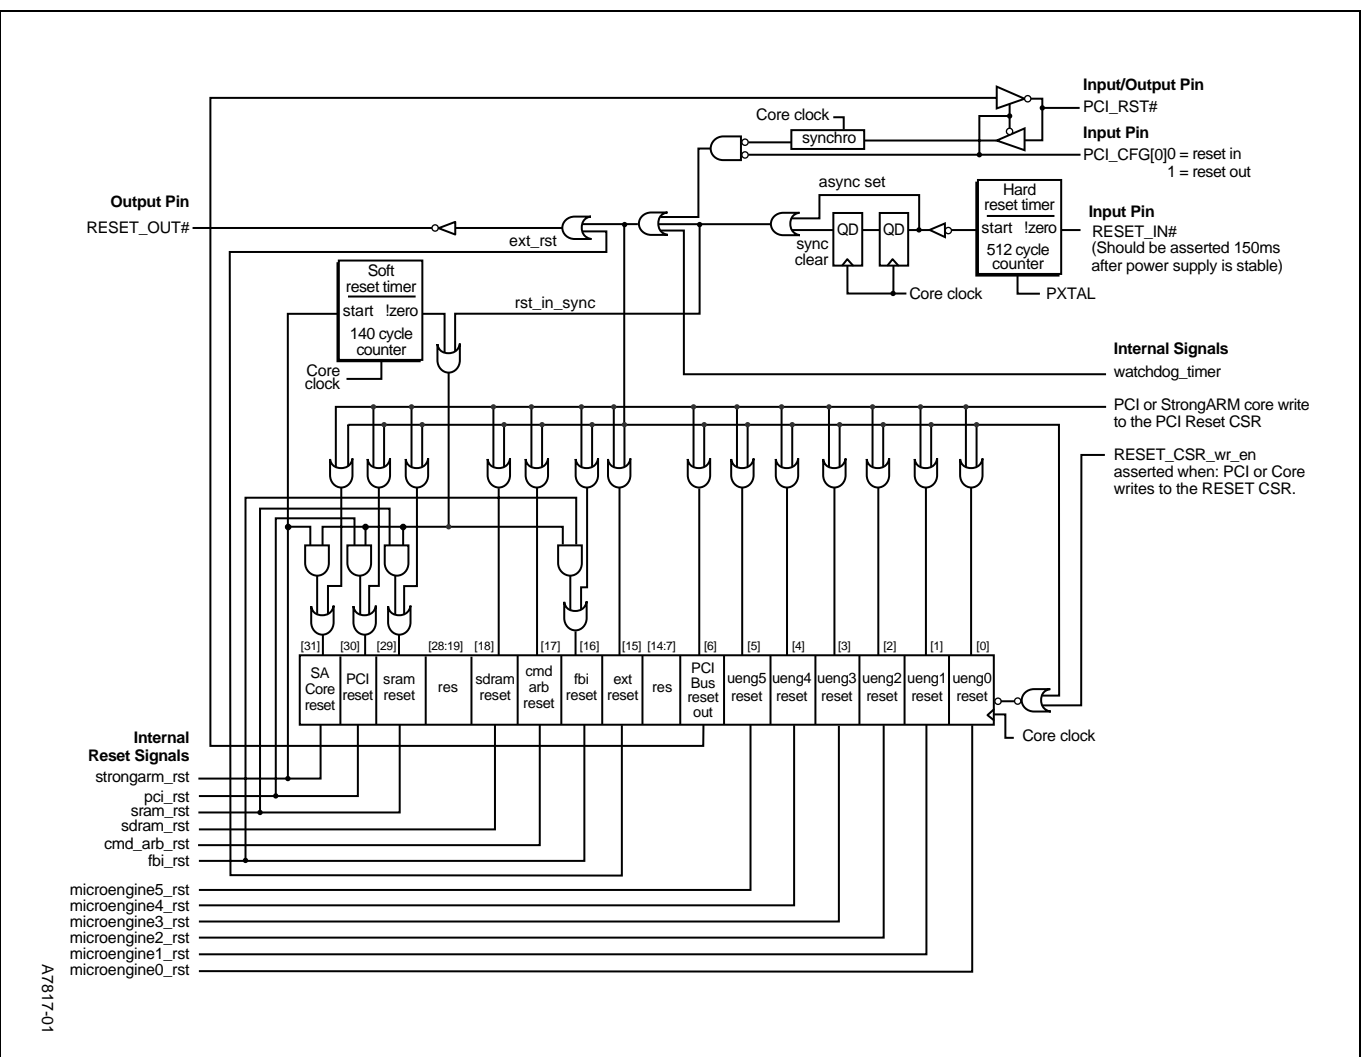 Input/Output Pin
PCI_RST#
Core clock
synchro
Input Pin
PCI_CFG[0]0 = reset in
1 = reset out
async set
Hard
reset timer
start !zero
512 cycle
counter
Input Pin
RESET_IN#
(Should be asserted 150ms
after power supply is stable)
Output Pin
RESET_OUT#
ext_rst
QD
QD
sync
clear
Core clock
PXTAL
Soft
reset timer
start !zero
140 cycle
counter
rst_in_sync
Core
clock
Internal Signals
watchdog_timer
PCI or StrongARM core write
to the PCI Reset CSR
RESET_CSR_wr_en
asserted when: PCI or Core
writes to the RESET CSR.
[31] [30] [29] [28:19] [18] [17] [16] [15] [14:7] [6] [5] [4] [3] [2] [1] [0]
SA
Core
reset
PCI
reset
sram
reset
res
sdram
reset
cmd
arb
reset
fbi
reset
ext
reset
res
PCI
Bus
reset
out
ueng5
reset
ueng4
reset
ueng3
reset
ueng2
reset
ueng1
reset
ueng0
reset
Core clock
Internal
Reset Signals
strongarm_rst
pci_rst
sram_rst
sdram_rst
cmd_arb_rst
fbi_rst
microengine5_rst
microengine4_rst
microengine3_rst
microengine2_rst
microengine1_rst
microengine0_rst
A7817-01